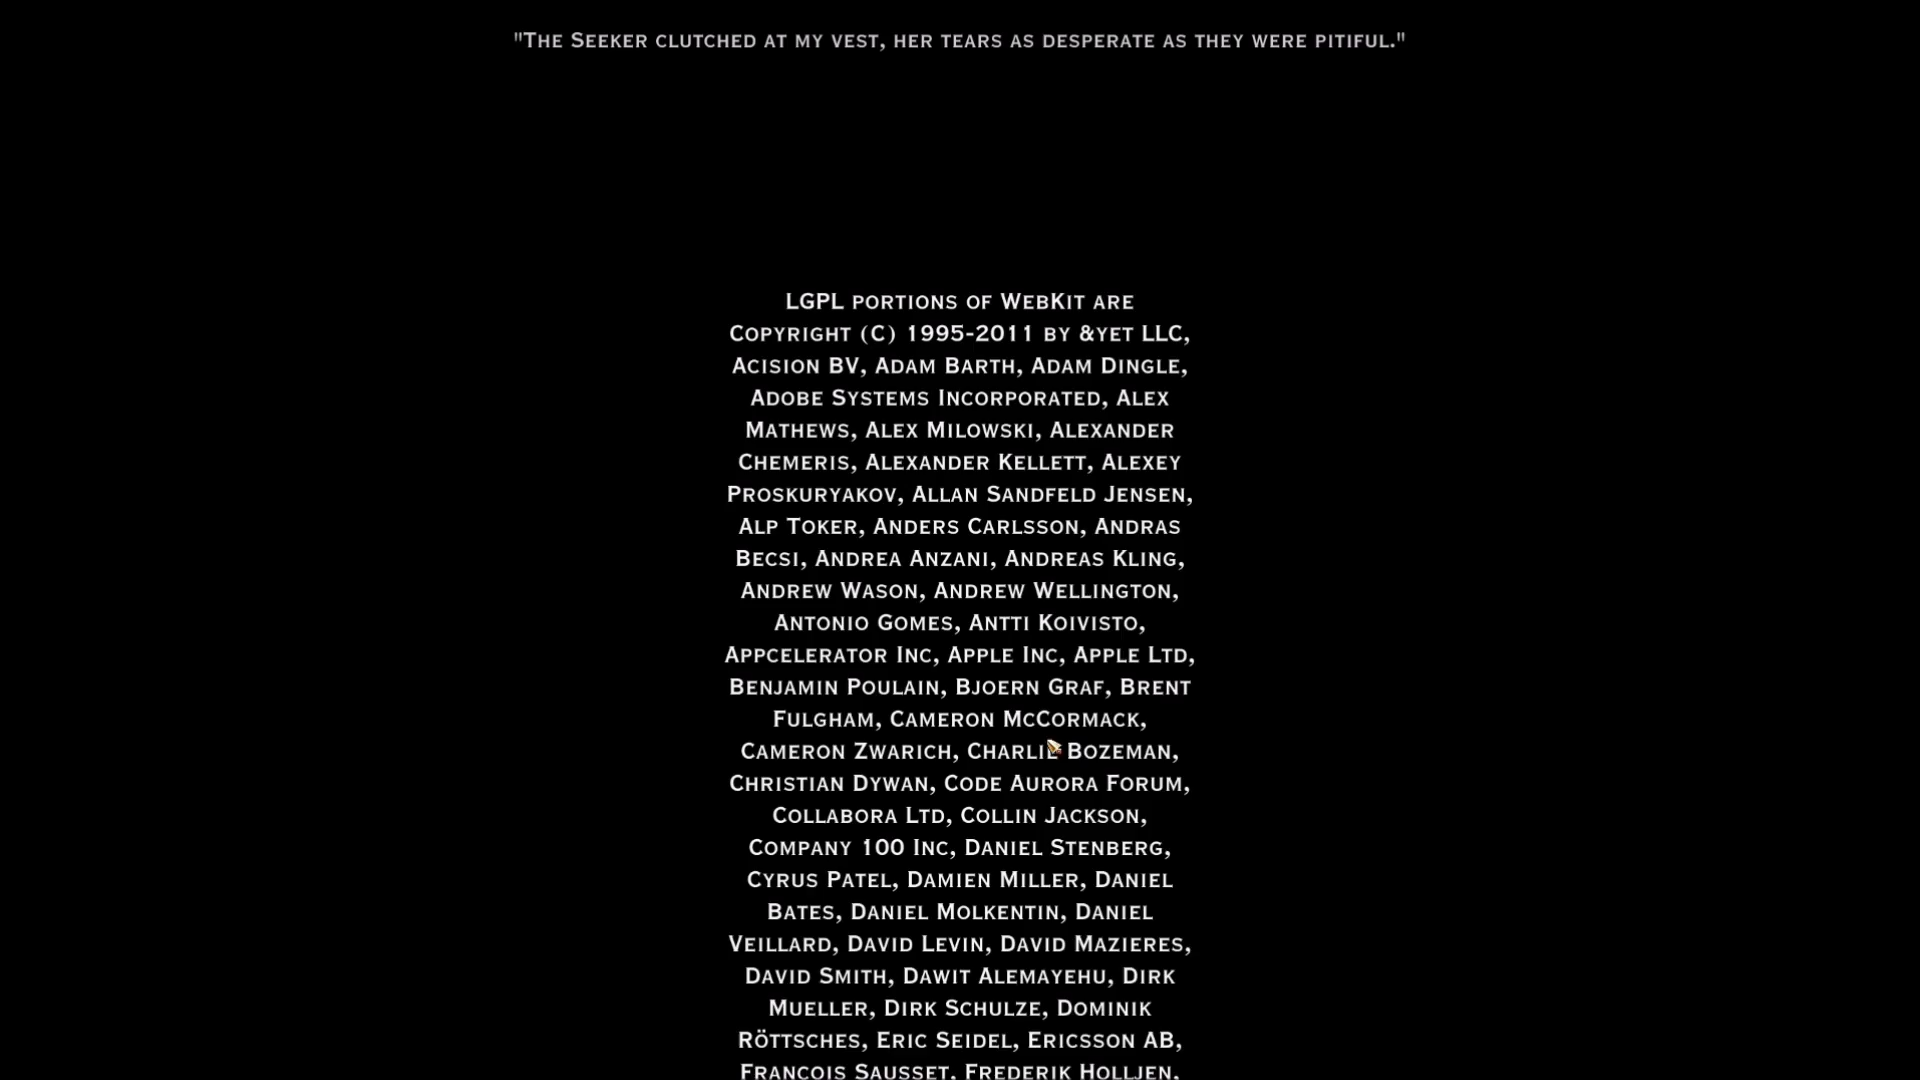 "The Seeker clutched at my vest, her tears as desperate as they were pitiful."
LGPL portions of WebKit are
Copyright (C) 1995-2011 by &yet LLC,
Acision BV, Adam Barth, Adam Dingle,
Adobe Systems Incorporated, Alex
Mathews, Alex Milowski, Alexander
Chemeris, Alexander Kellett, Alexey
Proskuryakov, Allan Sandfeld Jensen,
Alp Toker, Anders Carlsson, Andras
Becsi, Andrea Anzani, Andreas Kling,
Andrew Wason, Andrew Wellington,
Antonio Gomes, Antti Koivisto,
Appcelerator Inc, Apple Inc, Apple Ltd,
Benjamin Poulain, Bjoern Graf, Brent
Fulgham, Cameron McCormack,
Cameron Zwarich, Charlie Bozeman,
Christian Dywan, Code Aurora Forum,
Collabora Ltd, Collin Jackson,
Company 100 Inc, Daniel Stenberg,
Cyrus Patel, Damien Miller, Daniel
Bates, Daniel Molkentin, Daniel
Veillard, David Levin, David Mazieres,
David Smith, Dawit Alemayehu, Dirk
Mueller, Dirk Schulze, Dominik
Röttsches, Eric Seidel, Ericsson AB,
Francois Sausset, Frederik Holljen,